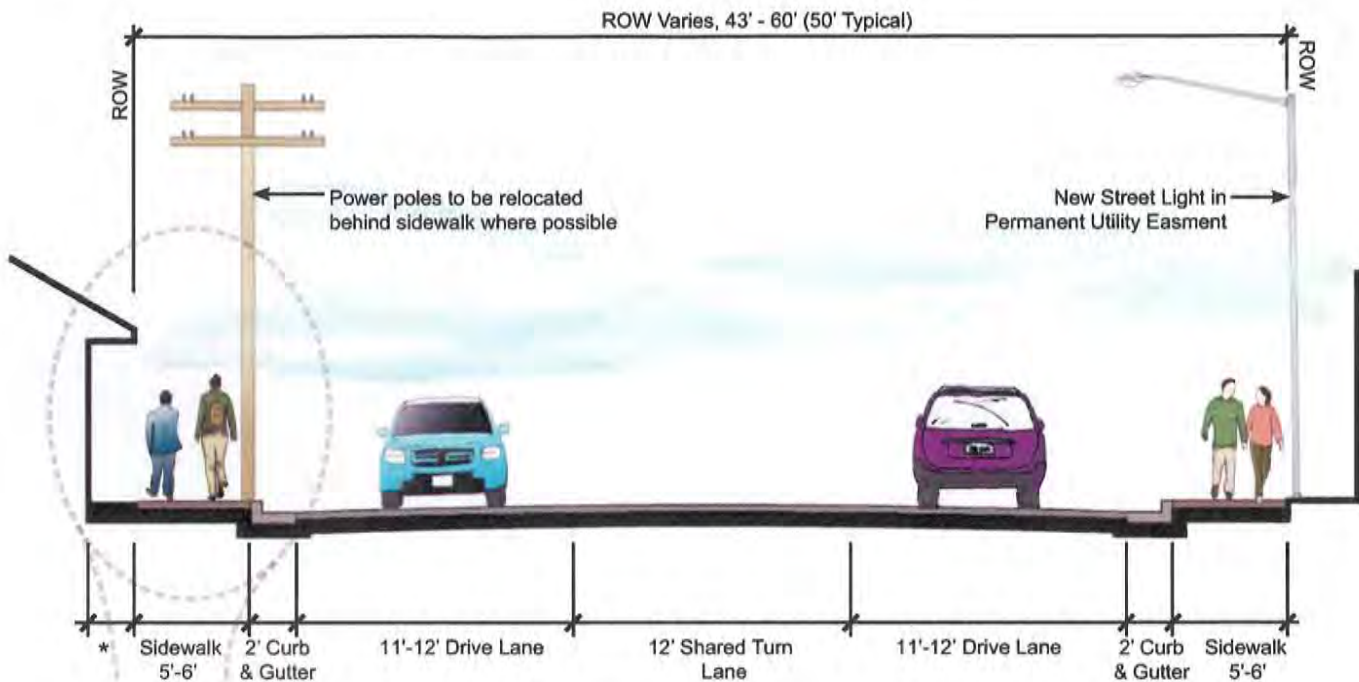 ROW Varies, 43' - 60' (50' Typical)
ROW
ROW
Power poles to be relocated
behind sidewalk where possible
New Street Light in
Permanent Utility Easment
*
Sidewalk
5'-6'
2' Curb
& Gutter
11'-12' Drive Lane
12' Shared Turn
Lane
11'-12' Drive Lane
2' Curb
& Gutter
Sidewalk
5'-6'